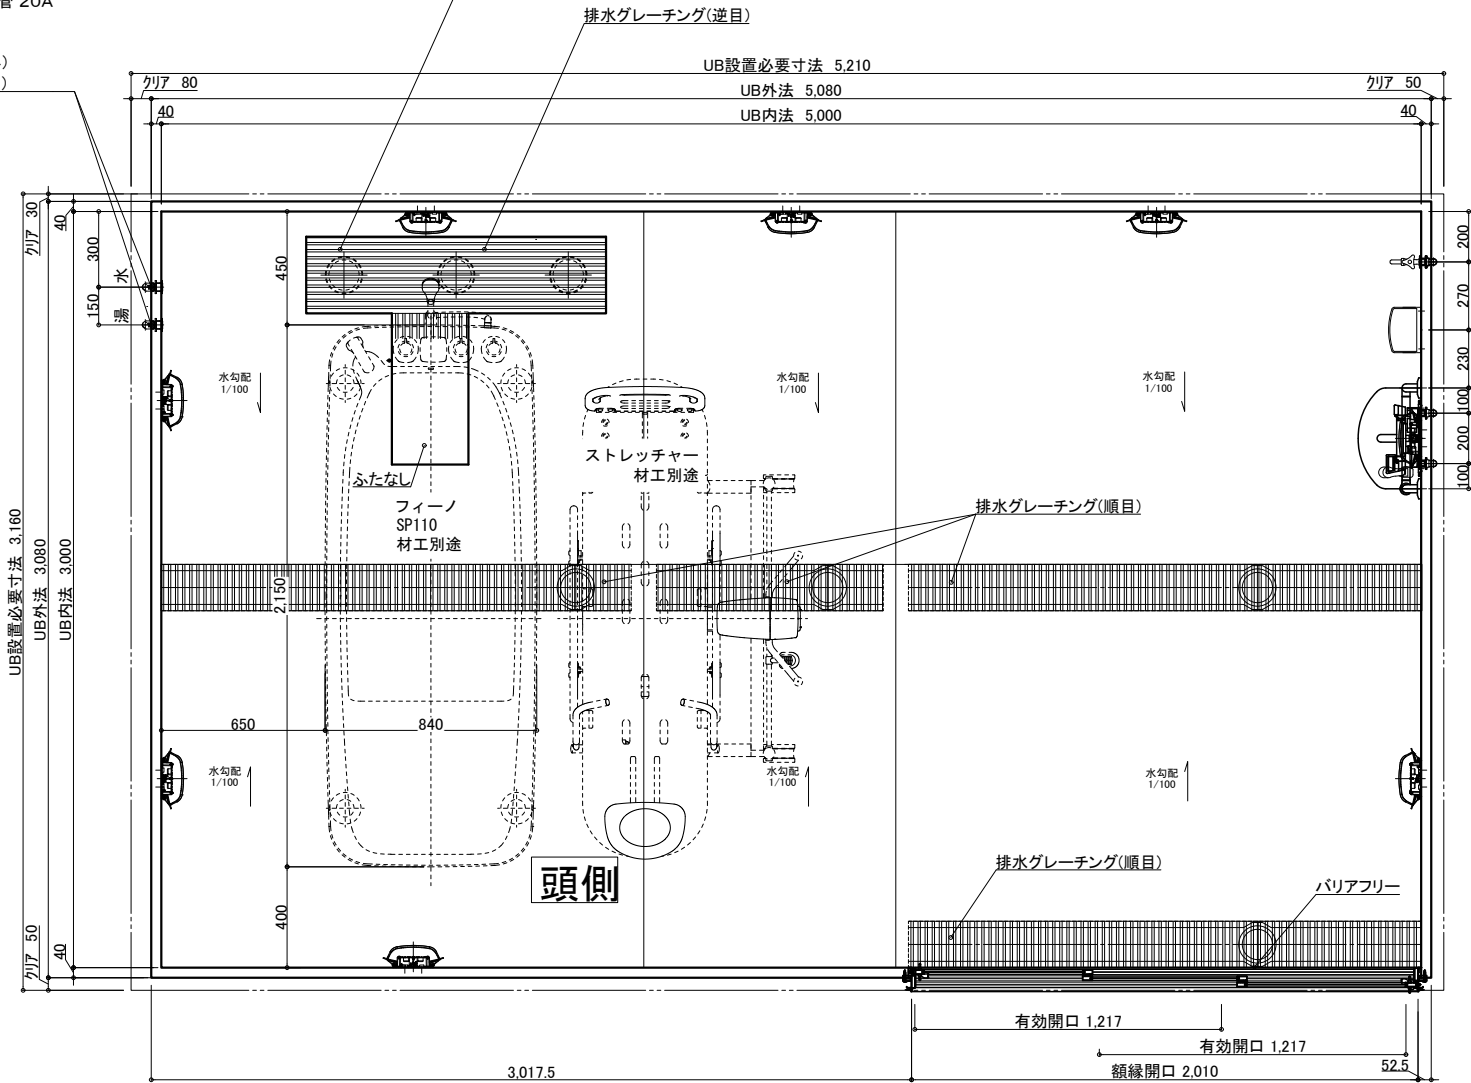 管 20A
排水グレーチング(逆目)
UB設置必要寸法 5,210
クリア 80
UB外法 5,080
クリア 50
40
UB内法 5,000
40
クリア 30
40
300
150
水
湯
450
200
270
230
100
200
100
水勾配
1/100
水勾配
1/100
水勾配
1/100
ストレッチャー
材工別途
ふたなし
フィーノ
SP110
材工別途
排水グレーチング(順目)
UB設置必要寸法 3,160
UB外法 3,080
UB内法 3,000
2,150
650
840
水勾配
1/100
水勾配
1/100
水勾配
1/100
頭側
排水グレーチング(順目)
バリアフリー
400
クリア 50
40
有効開口 1,217
有効開口 1,217
3,017.5
額縁開口 2,010
52.5